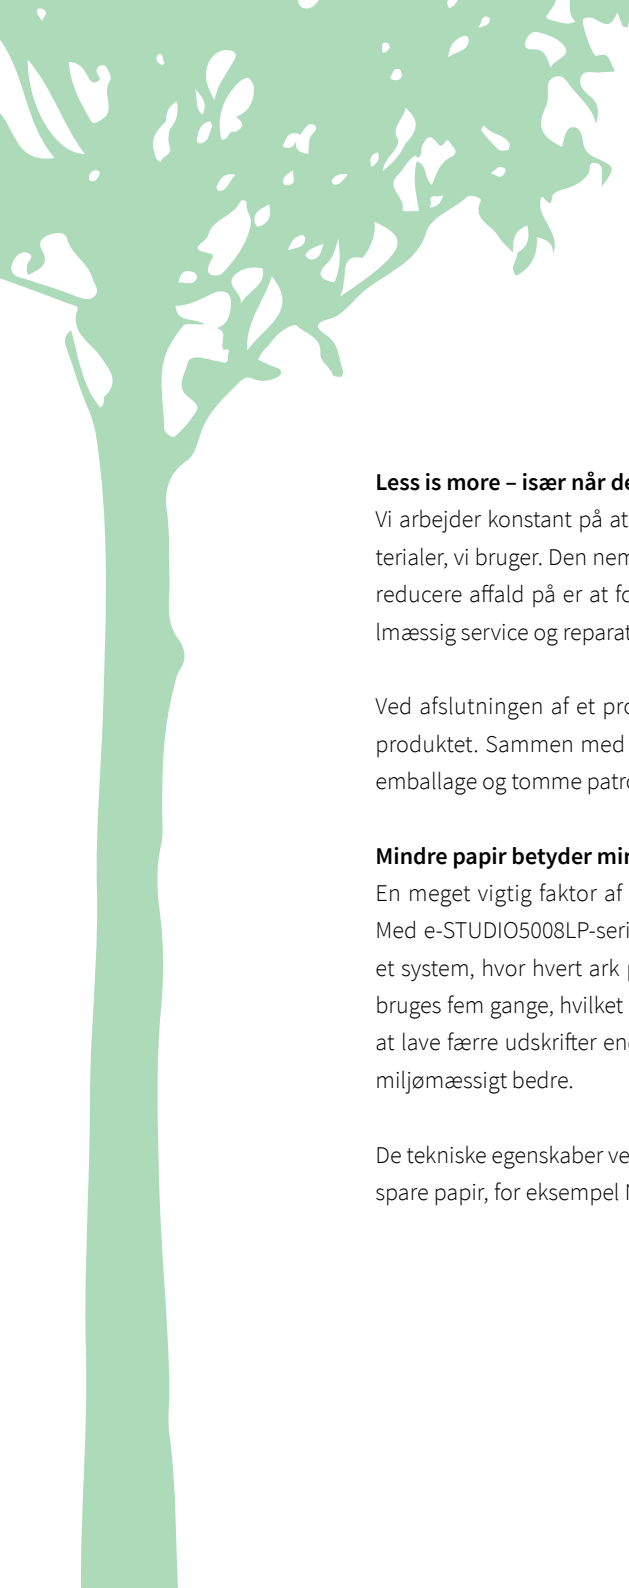 Less is more – især når de
Vi arbejder konstant på at
terialer, vi bruger. Den nem
reducere affald på er at fo
lmæssig service og reparat
Ved afslutningen af et pro
produktet. Sammen med
emballage og tomme patro
Mindre papir betyder min
En meget vigtig faktor af
Med e-STUDIO5008LP-seri
et system, hvor hvert ark p
bruges fem gange, hvilket
at lave færre udskrifter end
miljømæssigt bedre.
De tekniske egenskaber ve
spare papir, for eksempel